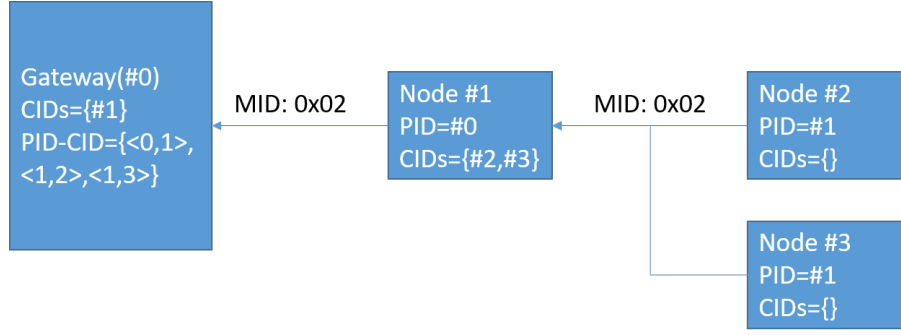 Gateway(#0)
CIDs={#1}
PID-CID={<0,1>,
<1,2>,<1,3>}
MID: 0x02
Node #1
PID=#0
CIDs={#2,#3}
MID: 0x02
Node #2
PID=#1
CIDs={}
Node #3
PID=#1
CIDs={}